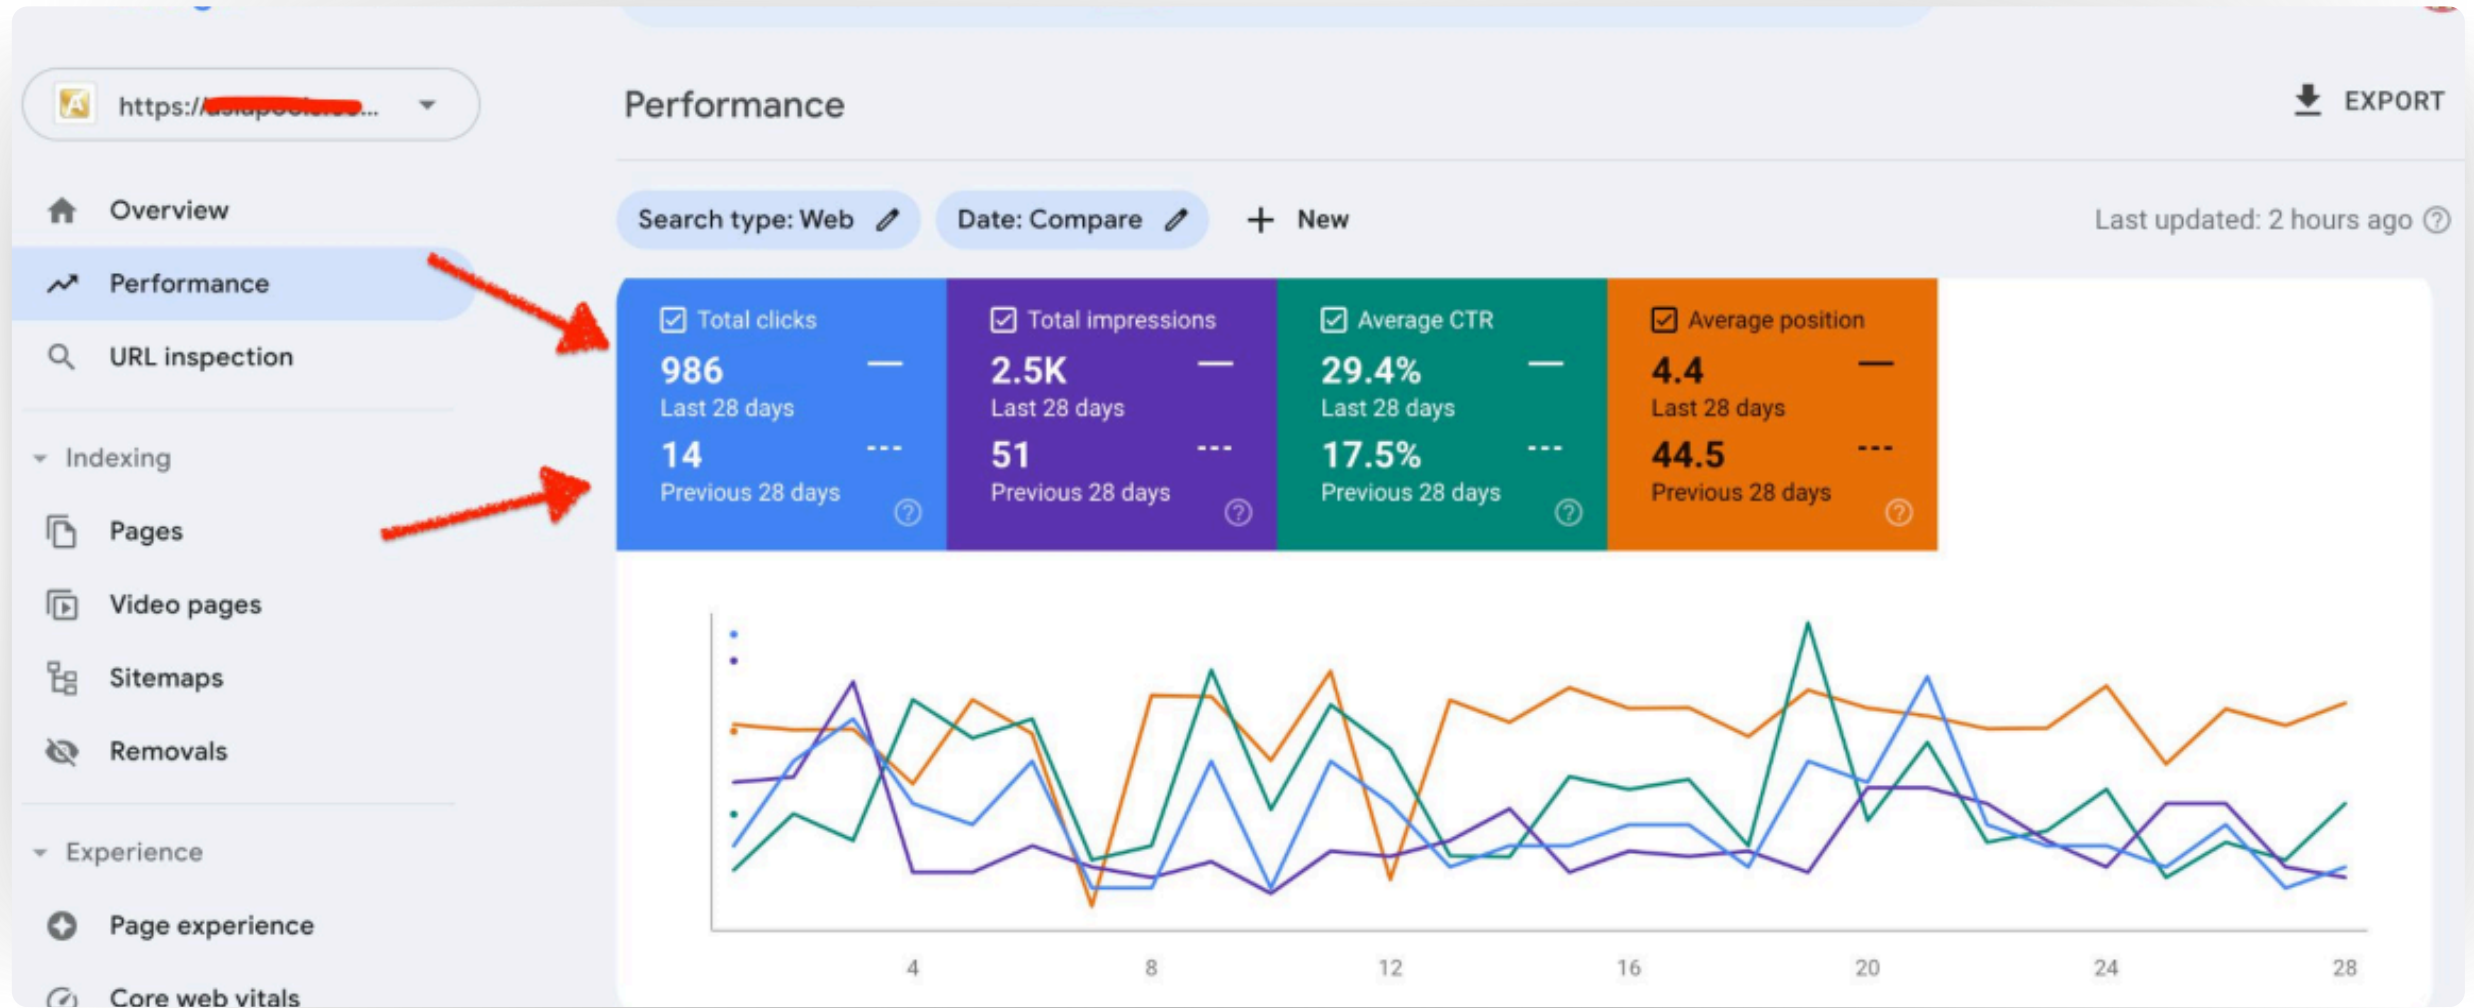 https://
Performance
EXPORT
Overview
Performance
URL inspection
Indexing
Pages
Video pages
Sitemaps
Removals
Experience
Page experience
Core web vitals
Search type: Web
Date: Compare
+ New
Last updated: 2 hours ago
Total clicks
986
Last 28 days
14
Previous 28 days
Total impressions
2.5K
Last 28 days
51
Previous 28 days
Average CTR
29.4%
Last 28 days
17.5%
Previous 28 days
Average position
4.4
Last 28 days
44.5
Previous 28 days
4 8 12 16 20 24 28